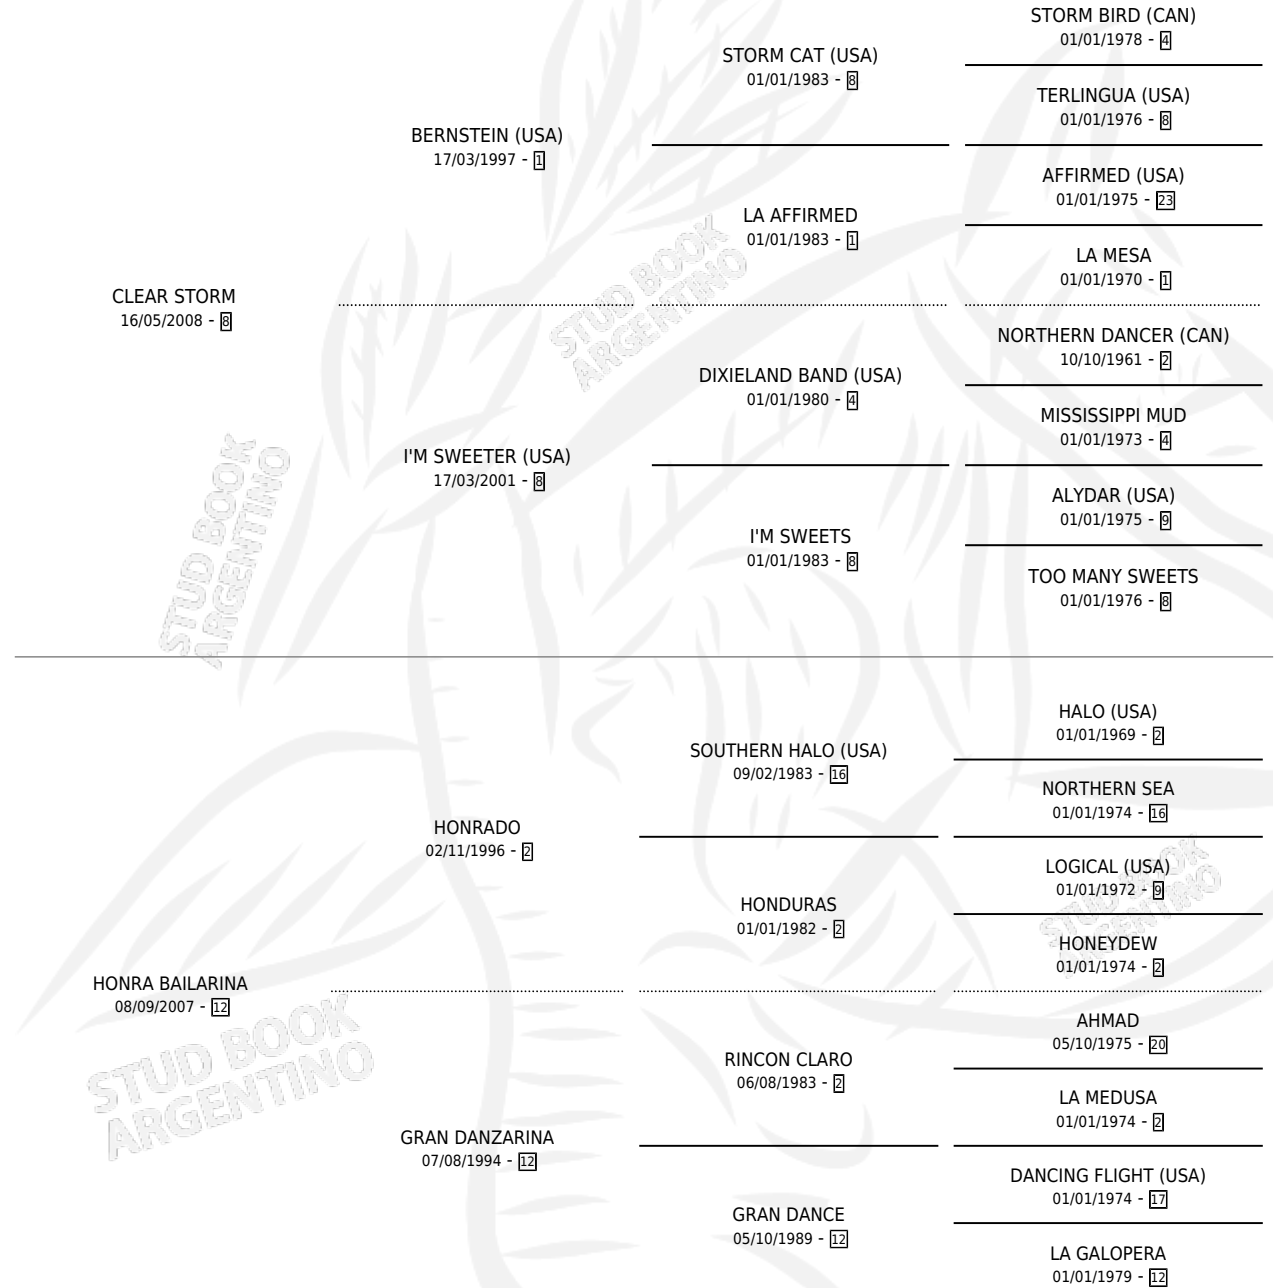 STORM BIRD (CAN)
01/01/1978 - 4
STORM CAT (USA)
01/01/1983 - 8
TERLINGUA (USA)
01/01/1976 - 8
BERNSTEIN (USA)
17/03/1997 - 1
AFFIRMED (USA)
01/01/1975 - 23
LA AFFIRMED
01/01/1983 - 1
LA MESA
01/01/1970 - 1
CLEAR STORM
16/05/2008 - 8
STUD BOOK
ARGENTINO
NORTHERN DANCER (CAN)
10/10/1961 - 2
DIXIELAND BAND (USA)
01/01/1980 - 4
MISSISSIPPI MUD
01/01/1973 - 4
I'M SWEETER (USA)
17/03/2001 - 8
ALYDAR (USA)
01/01/1975 - 9
I'M SWEETS
01/01/1983 - 8
TOO MANY SWEETS
01/01/1976 - 8
STUD BOOK
ARGENTINO
HALO (USA)
01/01/1969 - 2
SOUTHERN HALO (USA)
09/02/1983 - 16
NORTHERN SEA
01/01/1974 - 16
HONRADO
02/11/1996 - 2
LOGICAL (USA)
01/01/1972 - 9
HONDURAS
01/01/1982 - 2
HONEYDEW
01/01/1974 - 2
STUD BOOK
ARGENTINO
HONRA BAILARINA
08/09/2007 - 12
AHMAD
05/10/1975 - 20
RINCON CLARO
06/08/1983 - 2
LA MEDUSA
01/01/1974 - 2
STUD BOOK
ARGENTINO
GRAN DANZARINA
07/08/1994 - 12
DANCING FLIGHT (USA)
01/01/1974 - 17
GRAN DANCE
05/10/1989 - 12
LA GALOPERA
01/01/1979 - 12